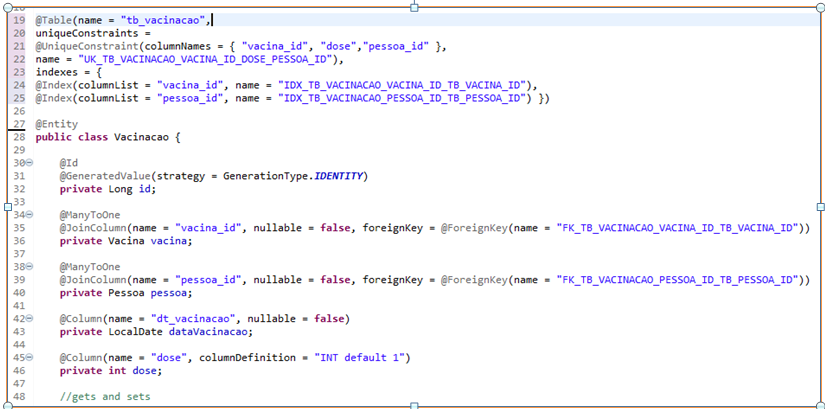 18
19 @Table(name = "tb_vacinacao",
20 uniqueConstraints =
21 @UniqueConstraint(columnNames = { "vacina_id", "dose","pessoa_id" },
22 name = "UK_TB_VACINACAO_VACINA_ID_DOSE_PESSOA_ID"),
23 indexes = {
24 @Index(columnList = "vacina_id", name = "IDX_TB_VACINACAO_VACINA_ID_TB_VACINA_ID"),
25 @Index(columnList = "pessoa_id", name = "IDX_TB_VACINACAO_PESSOA_ID_TB_PESSOA_ID") })
26
27 @Entity
28 public class Vacinacao {
29
30 @Id
31 @GeneratedValue(strategy = GenerationType.IDENTITY)
32 private Long id;
33
34 @ManyToOne
35 @JoinColumn(name = "vacina_id", nullable = false, foreignKey = @ForeignKey(name = "FK_TB_VACINACAO_VACINA_ID_TB_VACINA_ID"))
36 private Vacina vacina;
37
38 @ManyToOne
39 @JoinColumn(name = "pessoa_id", nullable = false, foreignKey = @ForeignKey(name = "FK_TB_VACINACAO_PESSOA_ID_TB_PESSOA_ID"))
40 private Pessoa pessoa;
41
42 @Column(name = "dt_vacinacao", nullable = false)
43 private LocalDate dataVacinacao;
44
45 @Column(name = "dose", columnDefinition = "INT default 1")
46 private int dose;
47
48 //gets and sets